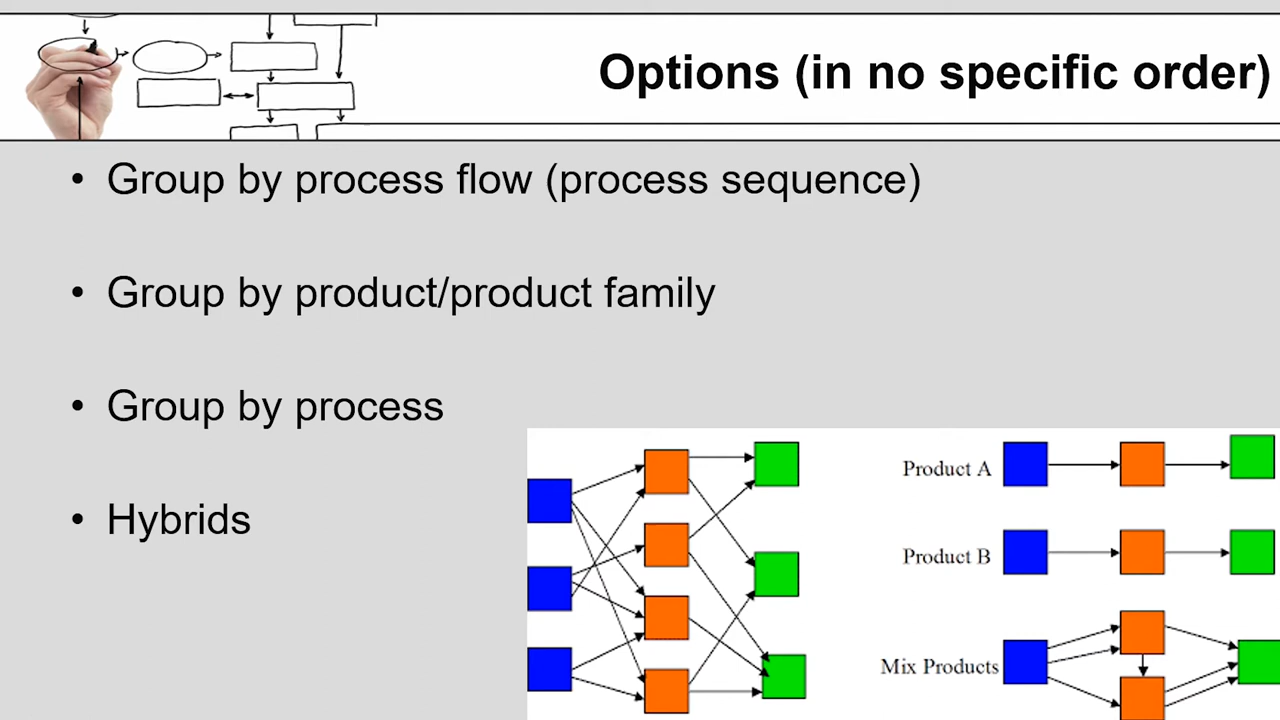 Options (in no specific order)
• Group by process flow (process sequence)
• Group by product/product family
• Group by process
• Hybrids
Product A
Product B
Mix Products